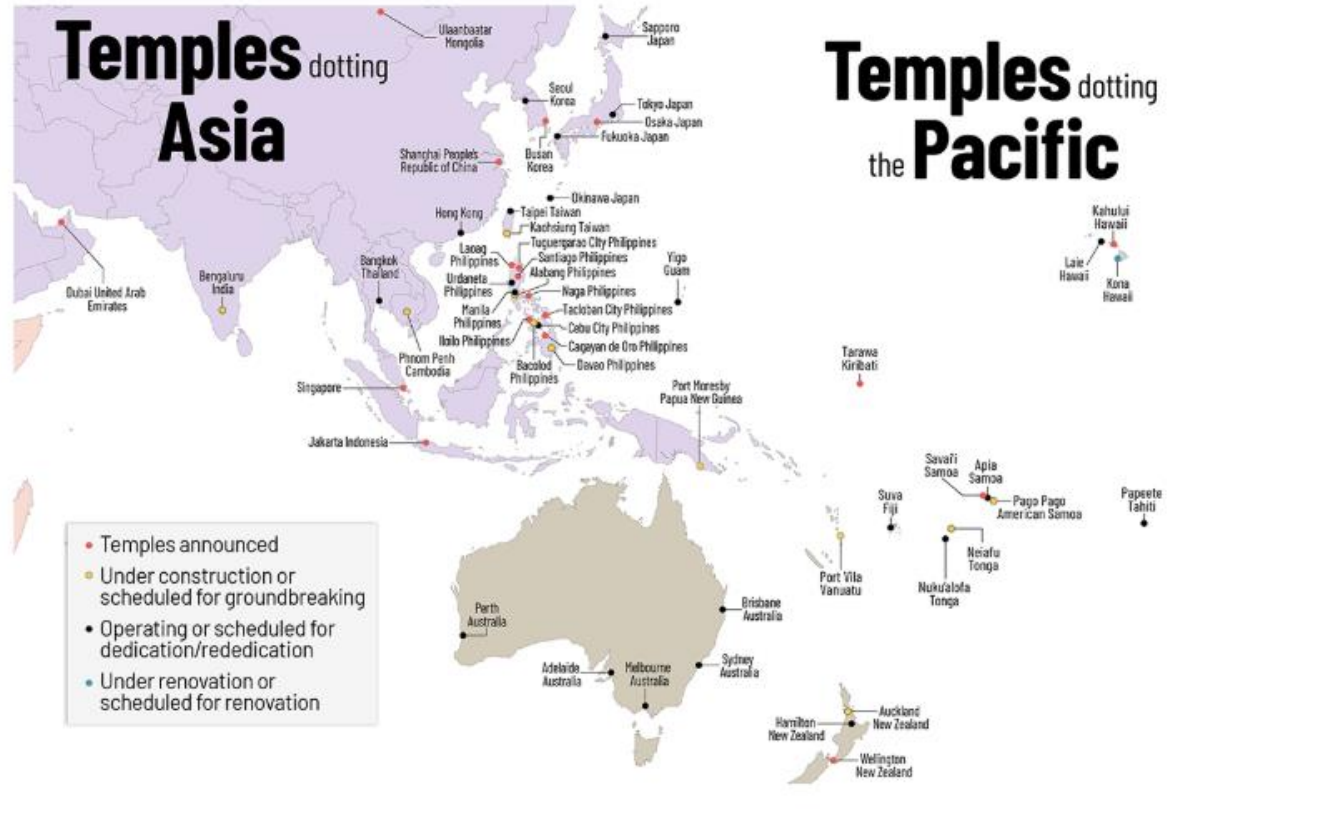 Temples dotting
Asia
Temples dotting
the Pacific
Ulaanbaatar
Mongolia
Sapporo
Japan
Seoul
Korea
Tokyo Japan
Osaka Japan
Fukuoka Japan
Busan
Korea
Shanghai People's
Republic of China
Okinawa Japan
Hong Kong
Taipei Taiwan
Kaohsiung Taiwan
Tuguegarao City Philippines
Laoag
Philippines
Santiago Philippines
Alabang Philippines
Urdaneta
Philippines
Naga Philippines
Manila
Philippines
Tacloban City Philippines
Cebu City Philippines
Iloilo Philippines
Cagayan de Oro Philippines
Davao Philippines
Bacolod
Philippines
Yigo
Guam
Bangkok
Thailand
Bengaluru
India
Dubai United Arab
Emirates
Phnom Penh
Cambodia
Singapore
Jakarta Indonesia
Port Moresby
Papua New Guinea
Kahului
Hawaii
Laie
Hawaii
Kona
Hawaii
Tarawa
Kiribati
Savai'i
Samoa
Apia
Samoa
Pago Pago
American Samoa
Suva
Fiji
Papeete
Tahiti
Neiafu
Tonga
Nuku'alofa
Tonga
Port Vila
Vanuatu
Perth
Australia
Brisbane
Australia
Adelaide
Australia
Melbourne
Australia
Sydney
Australia
Auckland
New Zealand
Hamilton
New Zealand
Wellington
New Zealand
Temples announced
Under construction or
scheduled for groundbreaking
Operating or scheduled for
dedication/rededication
Under renovation or
scheduled for renovation